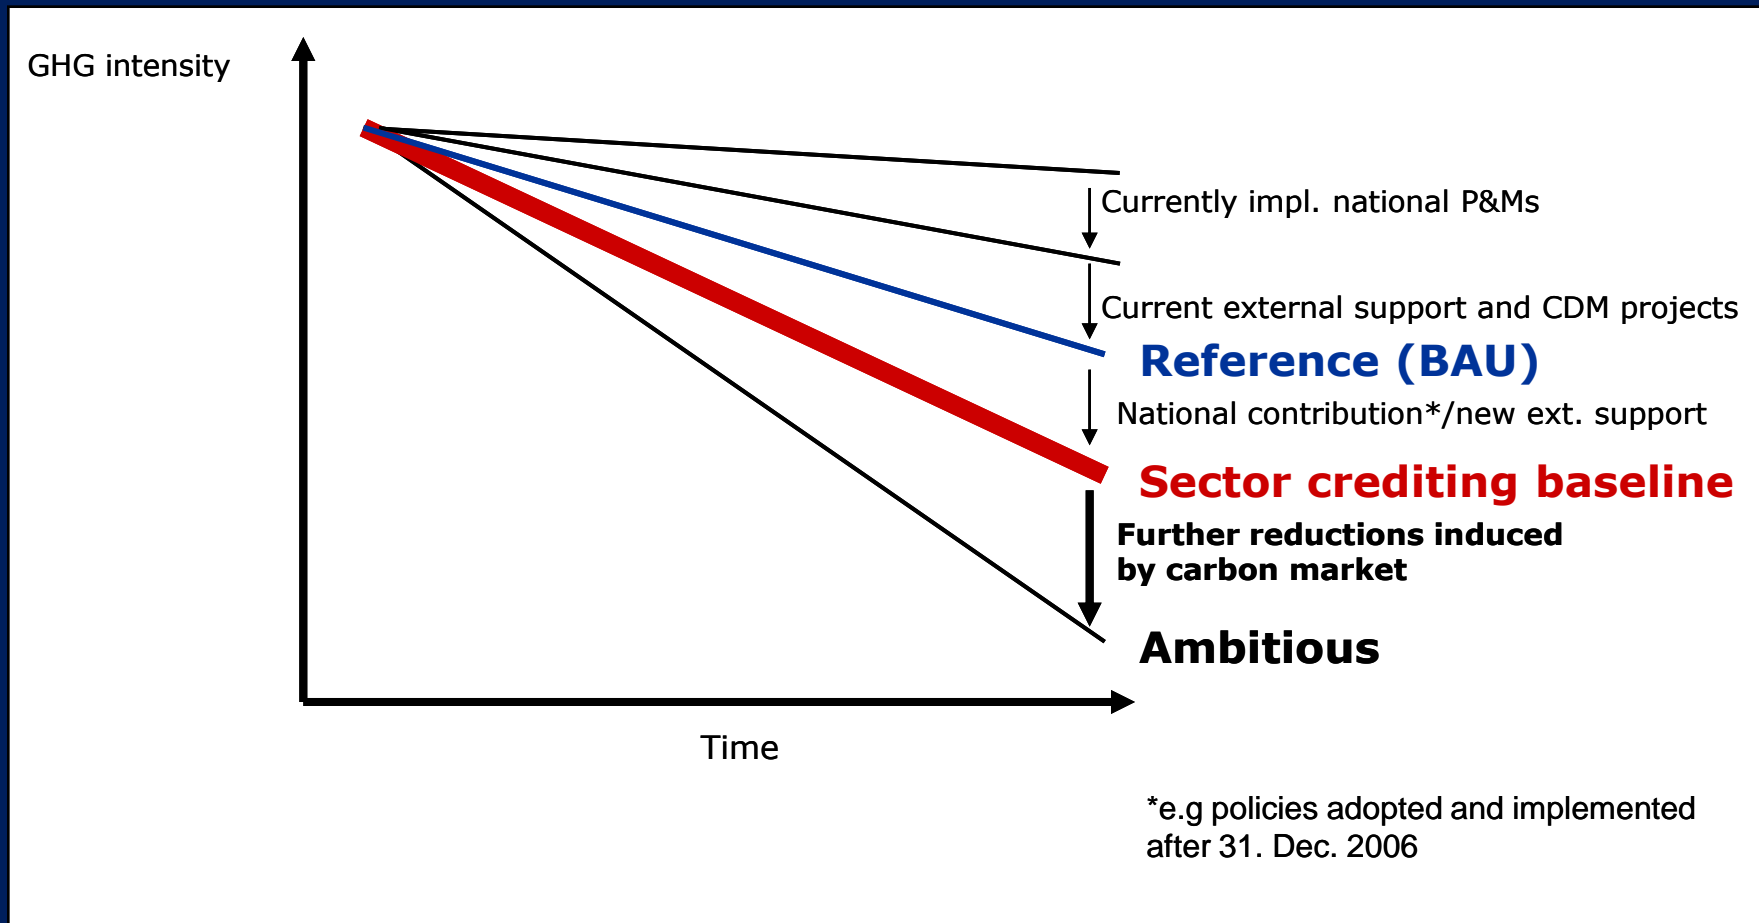 GHG intensity
Currently impl. national P&Ms
Current external support and CDM projects
Reference (BAU)
National contribution*/new ext. support
Sector crediting baseline
Further reductions induced
by carbon market
Ambitious
Time
*e.g policies adopted and implemented
after 31. Dec. 2006